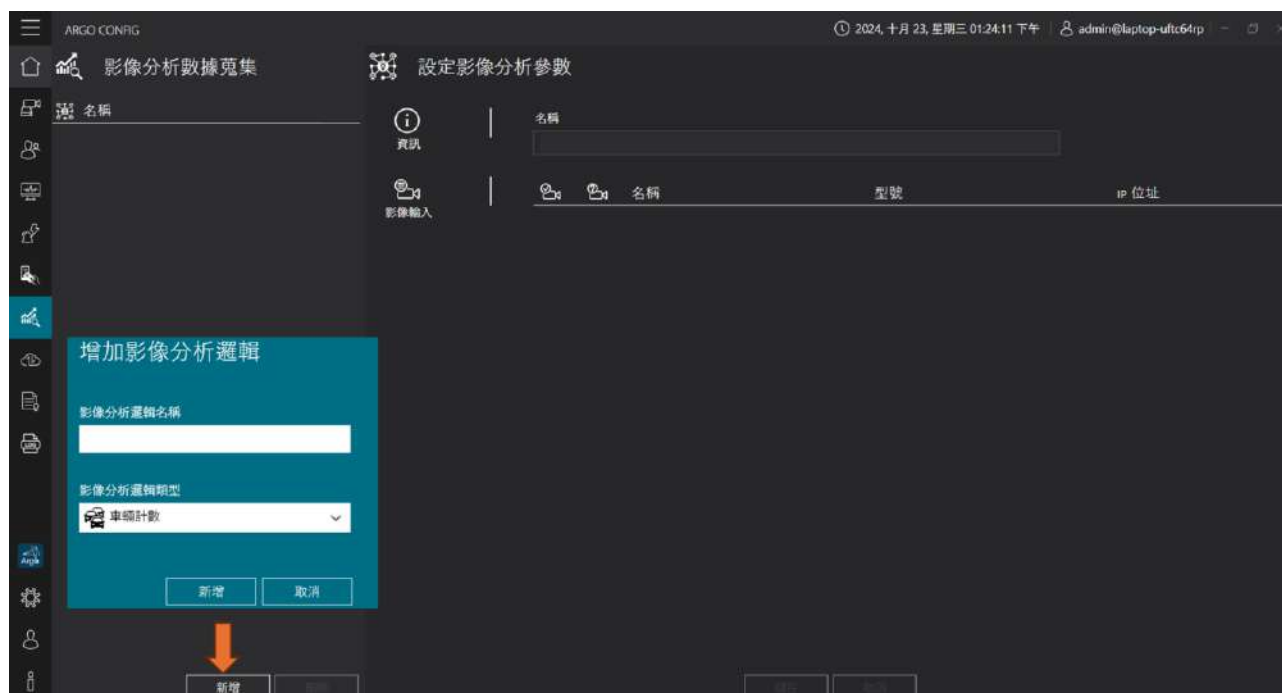 ARGO CONFIG
2024, 十月 23, 星期三 01:24:11 下午
admin@laptop-uftc64rp
影像分析數據蒐集
設定影像分析參數
名稱
資訊
名稱
影像輸入
名稱
型號
IP 位址
增加影像分析邏輯
影像分析邏輯名稱
影像分析邏輯類型
車輛計數
新增
取消
新增